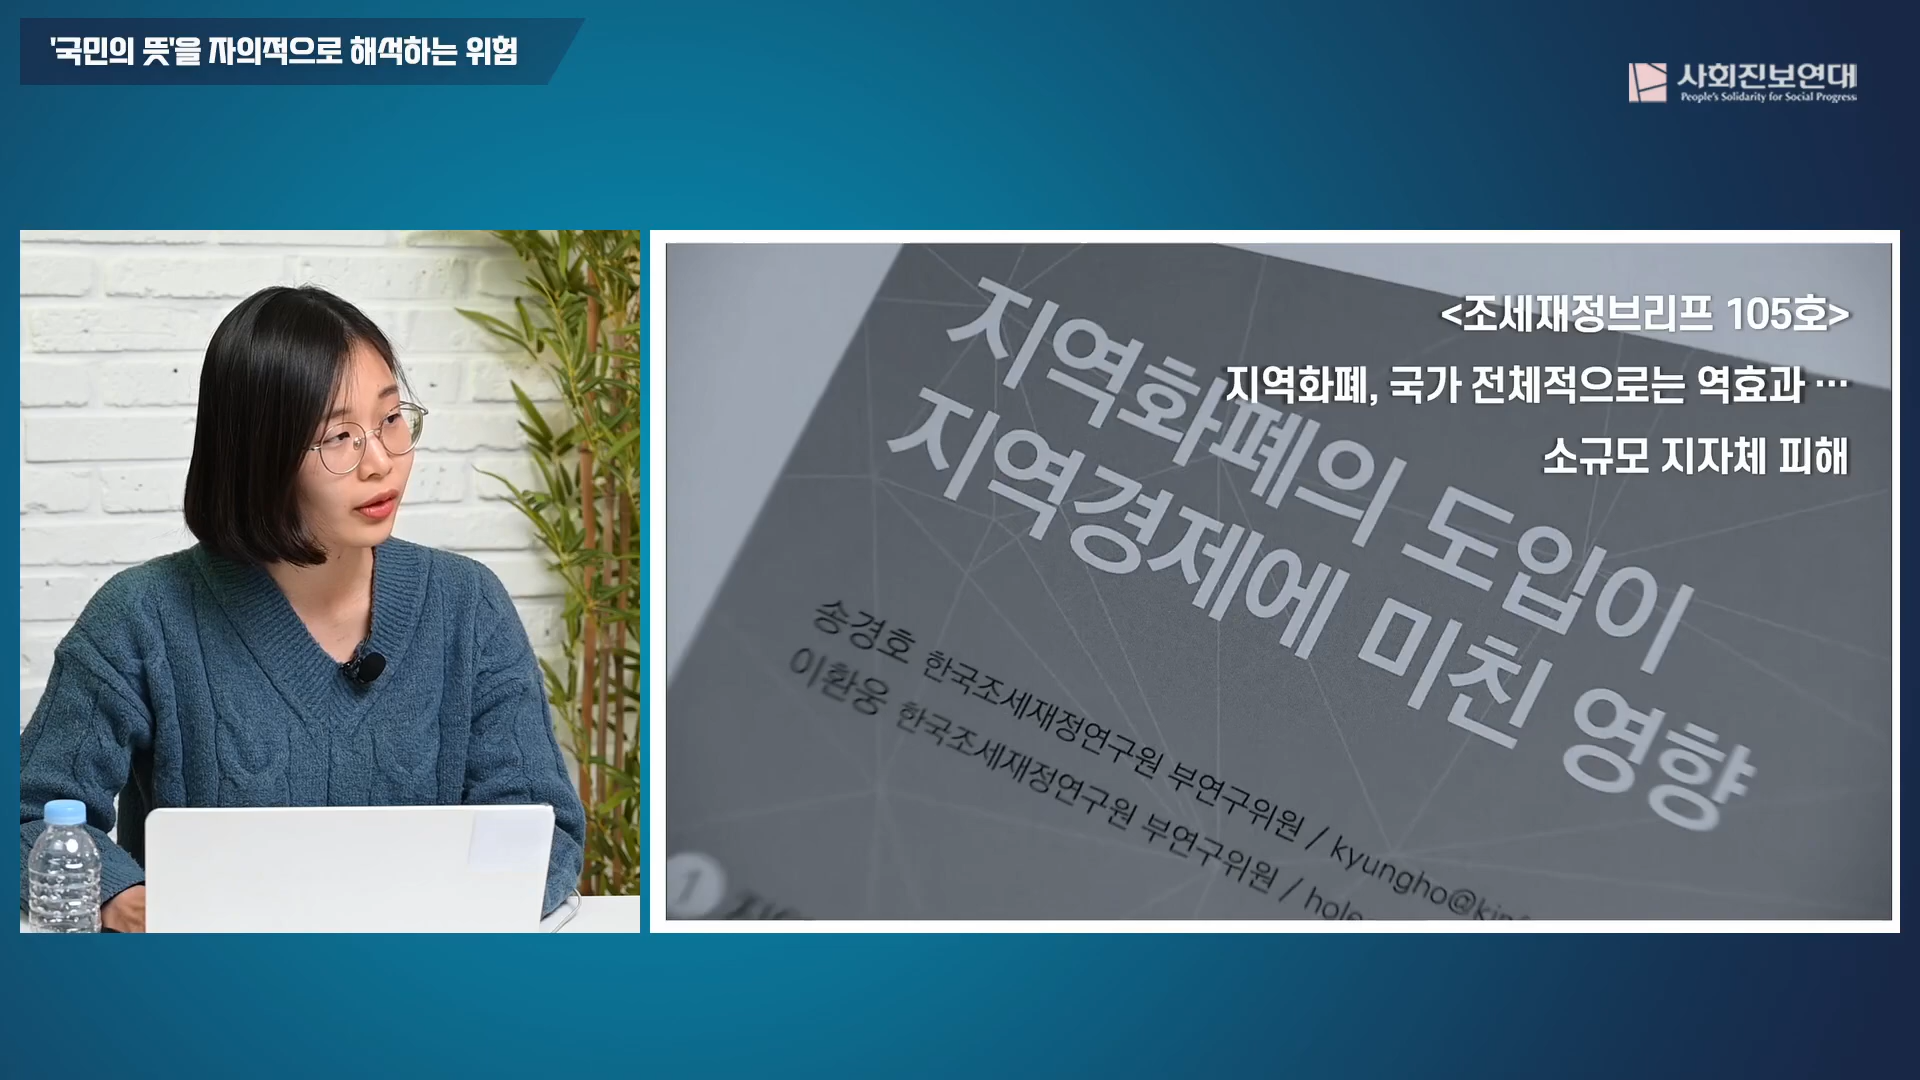 '국민의 뜻'을 자의적으로 해석하는 위험
사회진보연대
People's Solidarity for Social Progress
<조세재정브리프 105호>
지역화폐, 국가 전체적으로는 역효과 …
소규모 지자체 피해
지역화폐의 도입이
지역경제에 미친 영향
송경호 한국조세재정연구원 부연구위원 / kyungho@kipf
이환웅 한국조세재정연구원 부연구위원 /
1